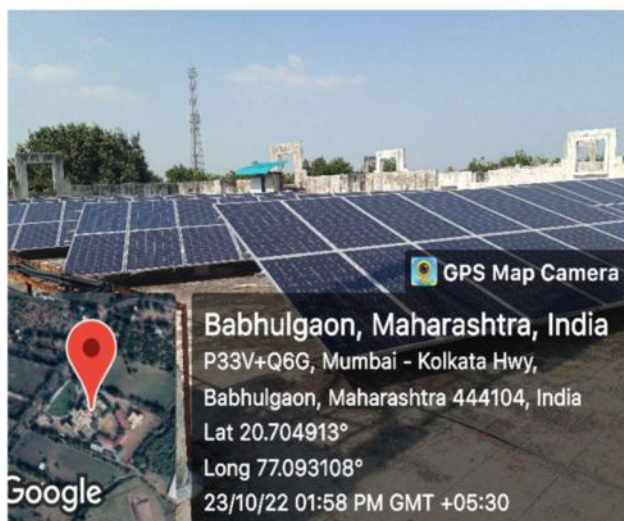 GPS Map Camera
Babhulgaon, Maharashtra, India
P33V+Q6G, Mumbai - Kolkata Hwy,
Babhulgaon, Maharashtra 444104, India
Lat 20.704913°
Long 77.093108°
23/10/22 01:58 PM GMT +05:30
Google